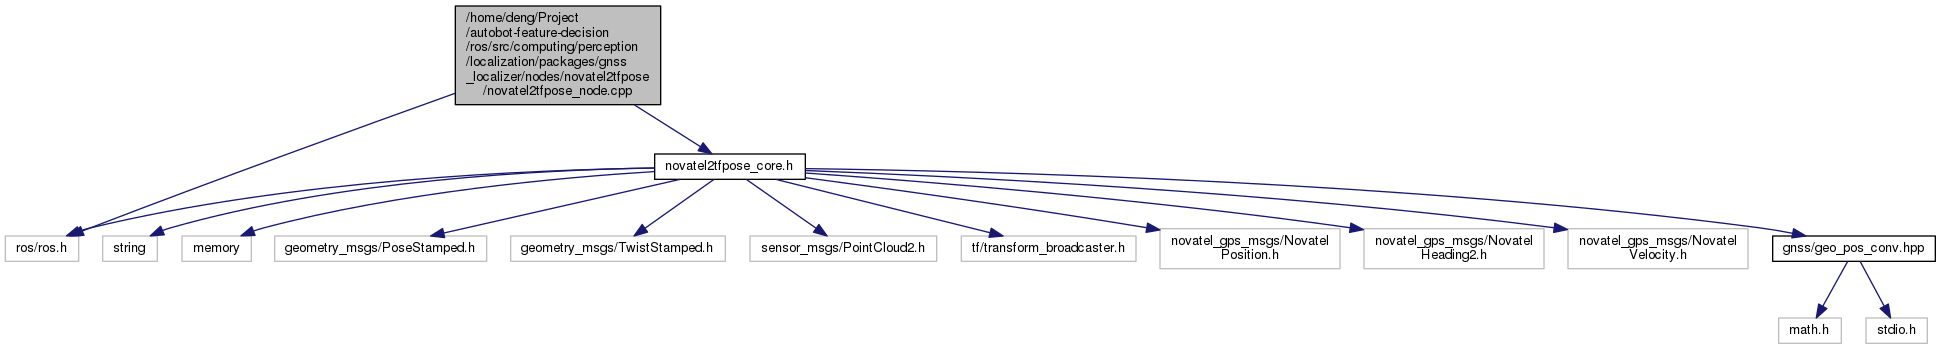 /home/deng/Project
/autobot-feature-decision
/ros/src/computing/perception
/localization/packages/gnss
_localizer/nodes/novatel2tfpose
/novatel2tfpose_node.cpp
novatel2tfpose_core.h
ros/ros.h
string
memory
geometry_msgs/PoseStamped.h
geometry_msgs/TwistStamped.h
sensor_msgs/PointCloud2.h
tf/transform_broadcaster.h
novatel_gps_msgs/Novatel
Position.h
novatel_gps_msgs/Novatel
Heading2.h
novatel_gps_msgs/Novatel
Velocity.h
gnss/geo_pos_conv.hpp
math.h
stdio.h